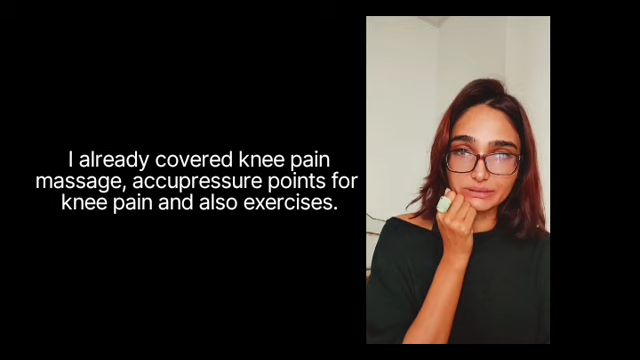 I already covered knee pain
massage, accupressure points for
knee pain and also exercises.